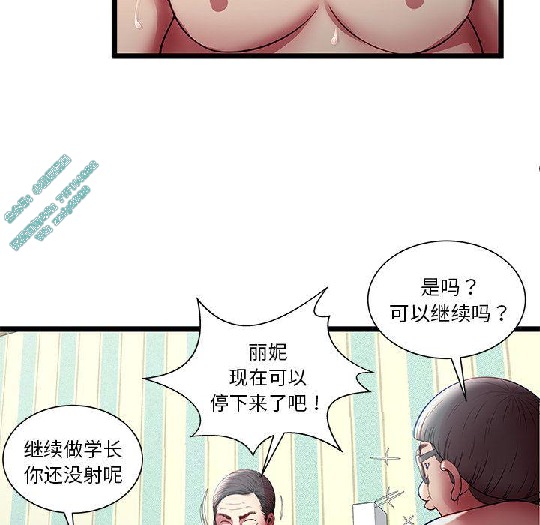 是吗？
可以继续吗？
丽妮
现在可以
停下来了吧！
继续做学长
你还没射呢